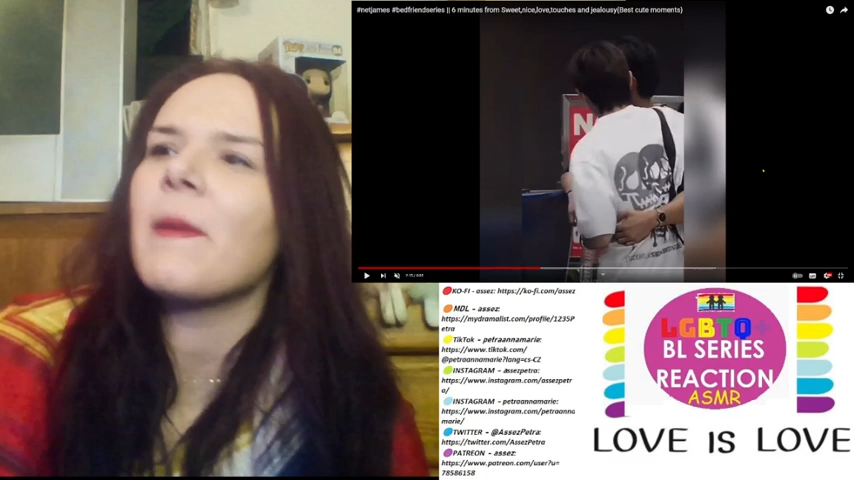 #netjames #bedfriendseries || 6 minutes from Sweet,nice,love,touches and jealousy{Best cute moments}
KO-FI - assez: https://ko-fi.com/assez
MDL - assez:
https://mydramalist.com/profile/1235P
etra
TikTok - petraannamarie:
https://www.tiktok.com/
@petraannamarie?lang=cs-CZ
INSTAGRAM - assezpetra:
https://www.instagram.com/assezpetr
a/
INSTAGRAM - petraannamarie:
https://www.instagram.com/petraanna
marie/
TWITTER - @AssezPetra:
https://twitter.com/AssezPetra
PATREON - assez:
https://www.patreon.com/user?u=
78586158
LGBTQ+
BL SERIES
REACTION
ASMR
LOVE IS LOVE